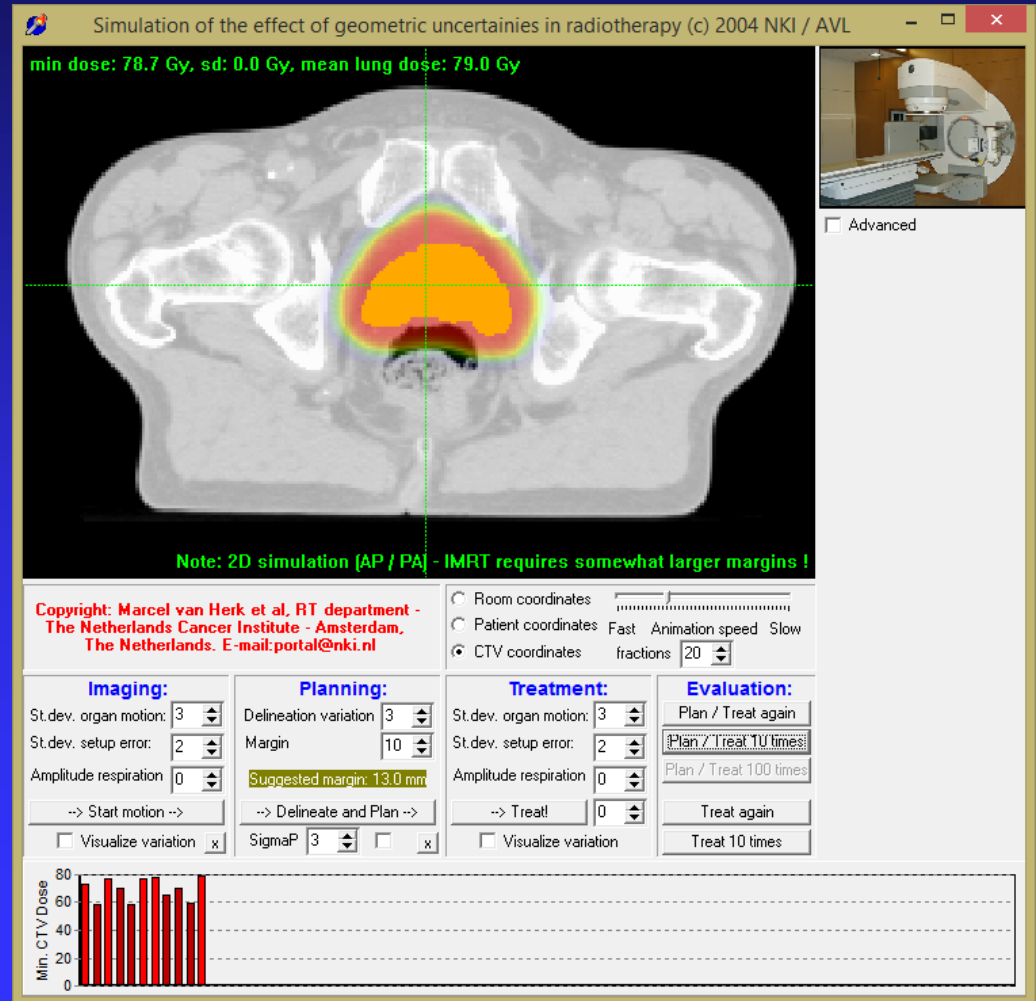 Simulation of the effect of geometric uncertainies in radiotherapy (c) 2004 NKI / AVL
min dose: 78.7 Gy, sd: 0.0 Gy, mean lung dose: 79.0 Gy
Advanced
Note: 2D simulation (AP / PA) - IMRT requires somewhat larger margins !
Copyright: Marcel van Herk et al, RT department -
The Netherlands Cancer Institute - Amsterdam,
The Netherlands. E-mail:portal@nki.nl
Room coordinates
Patient coordinates
CTV coordinates
Fast Animation speed Slow
fractions 20
Imaging:
St.dev. organ motion: 3
St.dev. setup error: 2
Amplitude respiration 0
--> Start motion -->
Visualize variation x
Planning:
Delineation variation 3
Margin 10
Suggested margin: 13.0 mm
--> Delineate and Plan -->
SigmaP 3 x
Treatment:
St.dev. organ motion: 3
St.dev. setup error: 2
Amplitude respiration 0
--> Treat! 0
Visualize variation
Evaluation:
Plan / Treat again
Plan / Treat 10 times
Plan / Treat 100 times
Treat again
Treat 10 times
Min. CTV Dose
80
60
40
20
0